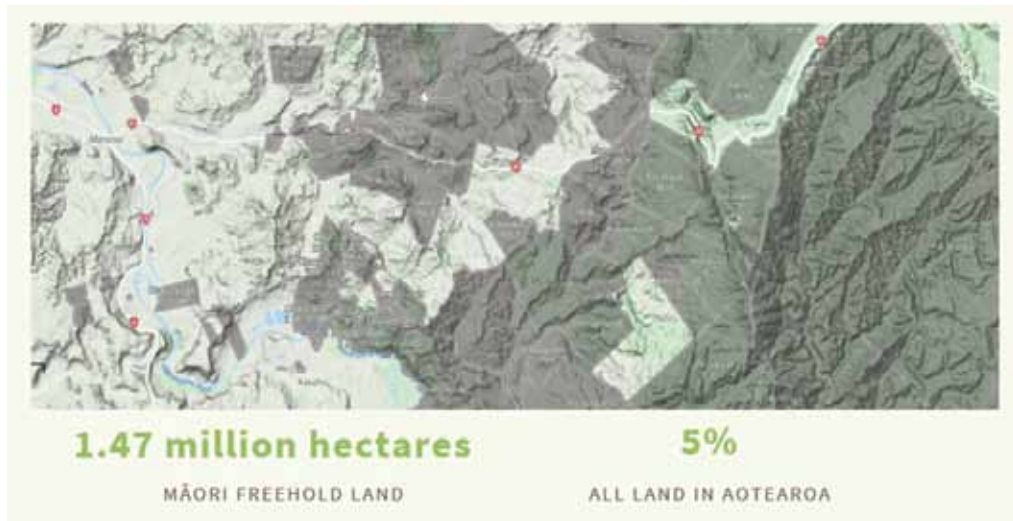 1.47 million hectares
5%
MĀORI FREEHOLD LAND
ALL LAND IN AOTEAROA